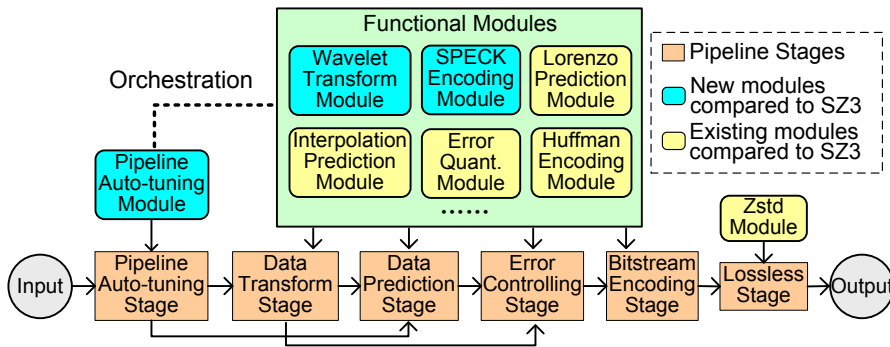 Functional Modules
Wavelet
Transform
Module
SPECK
Encoding
Module
Lorenzo
Prediction
Module
Interpolation
Prediction
Module
Error
Quant.
Module
Huffman
Encoding
Module
......
Orchestration
Pipeline
Auto-tuning
Module
Pipeline Stages
New modules
compared to SZ3
Existing modules
compared to SZ3
Zstd
Module
Input
Pipeline
Auto-tuning
Stage
Data
Transform
Stage
Data
Prediction
Stage
Error
Controlling
Stage
Bitstream
Encoding
Stage
Lossless
Stage
Output